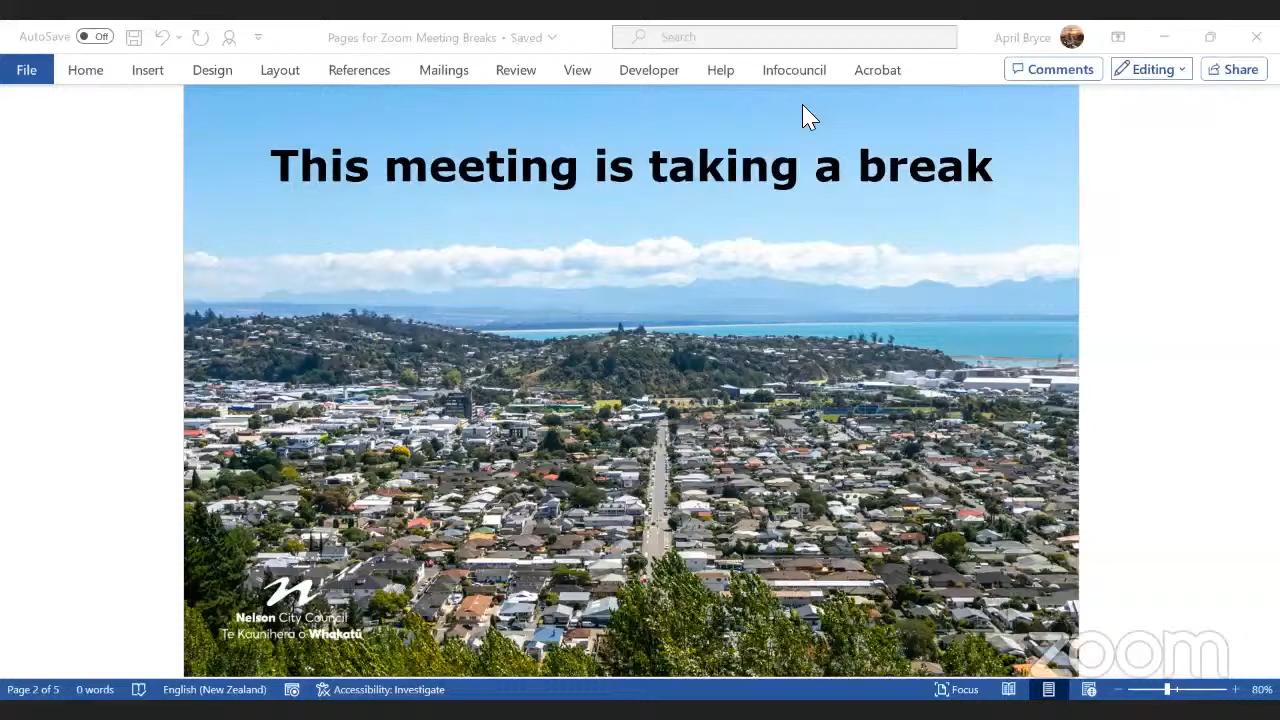 AutoSave Off Pages for Zoom Meeting Breaks • Saved Search April Bryce
File Home Insert Design Layout References Mailings Review View Developer Help Infocouncil Acrobat Comments Editing Share
This meeting is taking a break
Nelson City Council
Te Kaunihera o Whakatū
zoom
Page 2 of 5 0 words English (New Zealand) Accessibility: Investigate Focus 80%